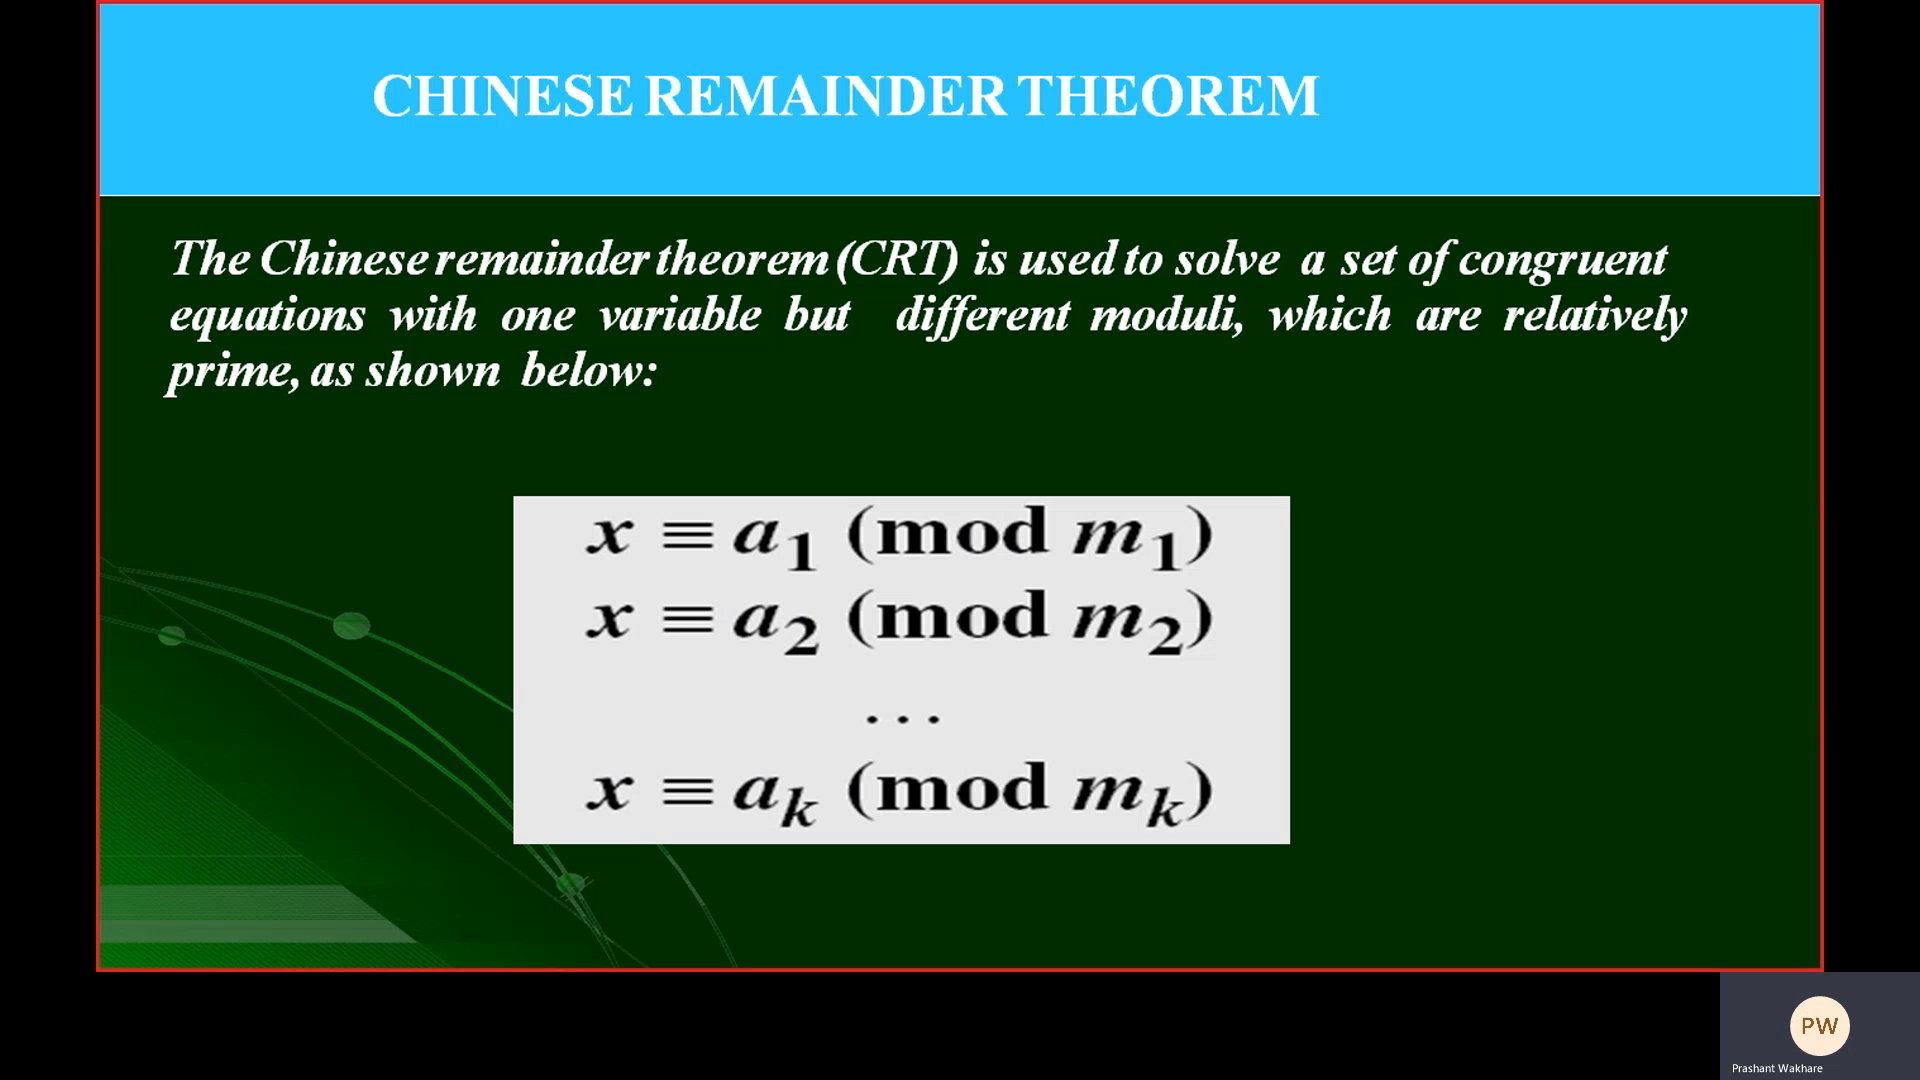 CHINESE REMAINDER THEOREM
The Chinese remainder theorem (CRT) is used to solve a set of congruent
equations with one variable but different moduli, which are relatively
prime, as shown below:
x ≡ a₁ (mod m₁)
x ≡ a₂ (mod m₂)
...
x ≡ aₖ (mod mₖ)
PW
Prashant Wakhare